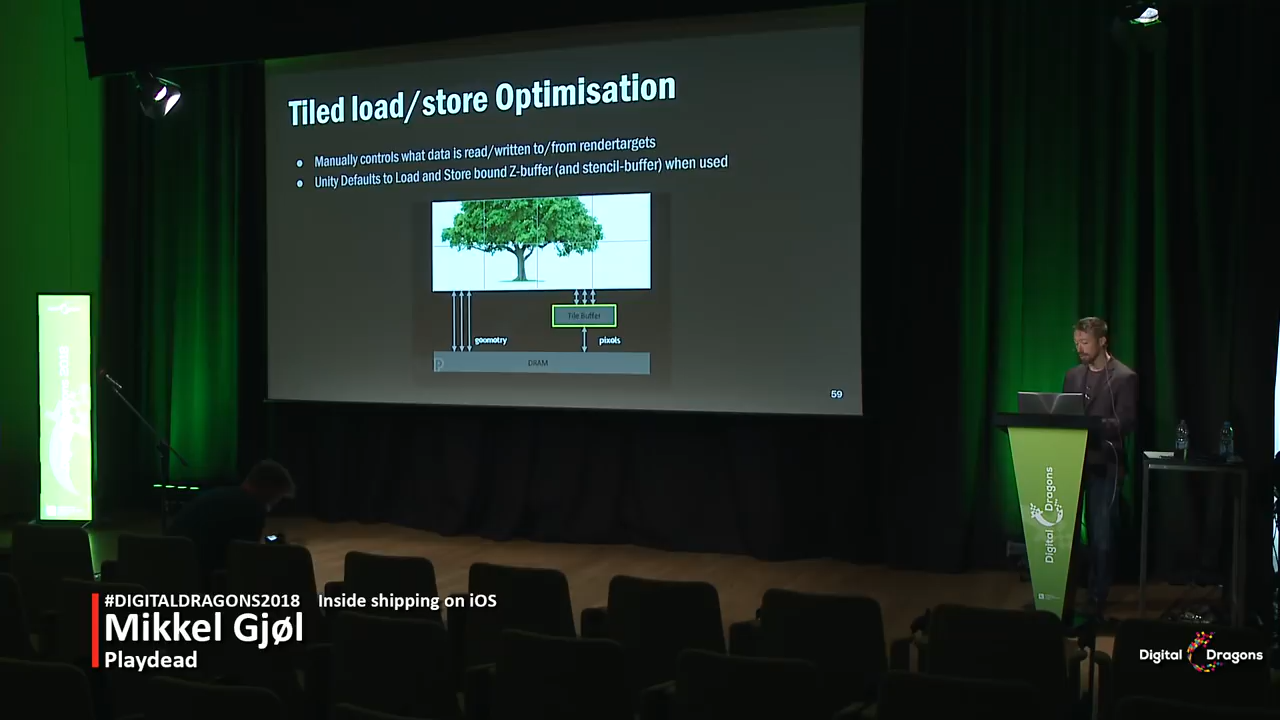 Tiled load/store Optimisation
Manually controls what data is read/written to/from rendertargets
Unity Defaults to Load and Store bound Z-buffer (and stencil-buffer) when used
Tile Buffer
geometry
pixels
DRAM
59
Digital Dragons
#DIGITALDRAGONS2018 Inside shipping on iOS
Mikkel Gjøl
Playdead
Digital Dragons